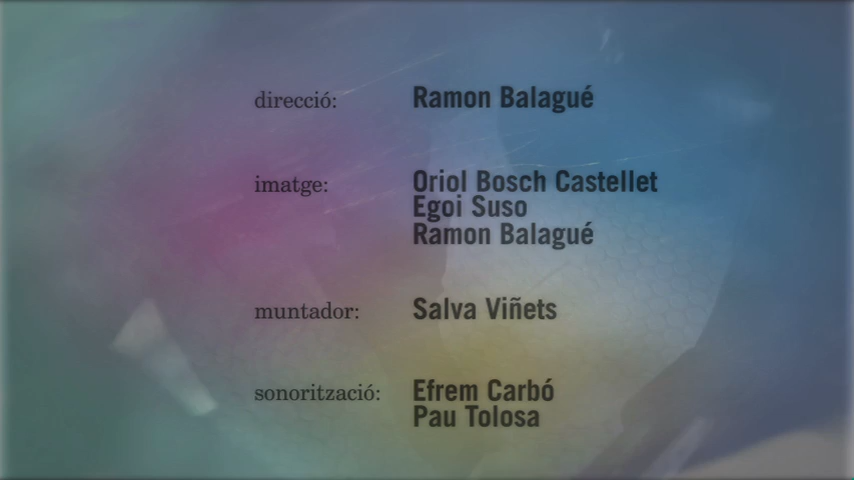 direcció: Ramon Balagué
imatge: Oriol Bosch Castellet
Egoi Suso
Ramon Balagué
muntador: Salva Viñets
sonorització: Efrem Carbó
Pau Tolosa